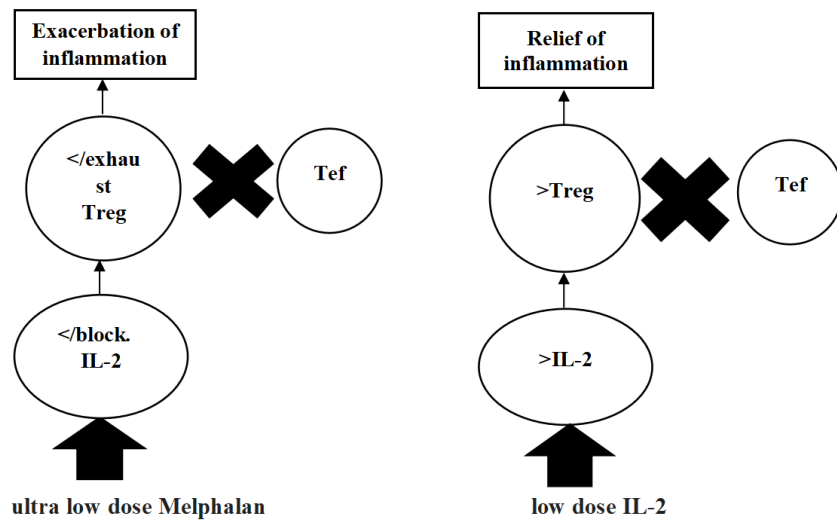 Exacerbation of
inflammation
</exhau
st
Treg
Tef
</block.
IL-2
ultra low dose Melphalan
Relief of
inflammation
>Treg
Tef
>IL-2
low dose IL-2